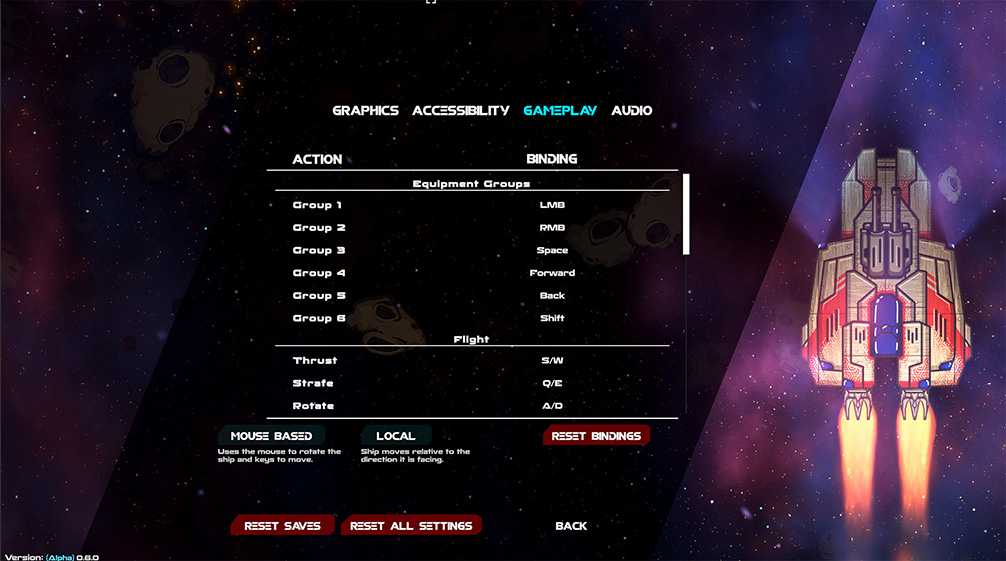 GRAPHICS ACCESSIBILITY GAMEPLAY AUDIO
ACTION BINDING
Equipment Groups
Group 1 LMB
Group 2 RMB
Group 3 Space
Group 4 Forward
Group 5 Back
Group 6 Shift
Flight
Thrust S/W
Strafe Q/E
Rotate A/D
MOUSE BASED LOCAL RESET BINDINGS
Uses the mouse to rotate the ship and keys to move.
Ship moves relative to the direction it is facing.
RESET SAVES RESET ALL SETTINGS BACK
Version: (Alpha) 0.6.0